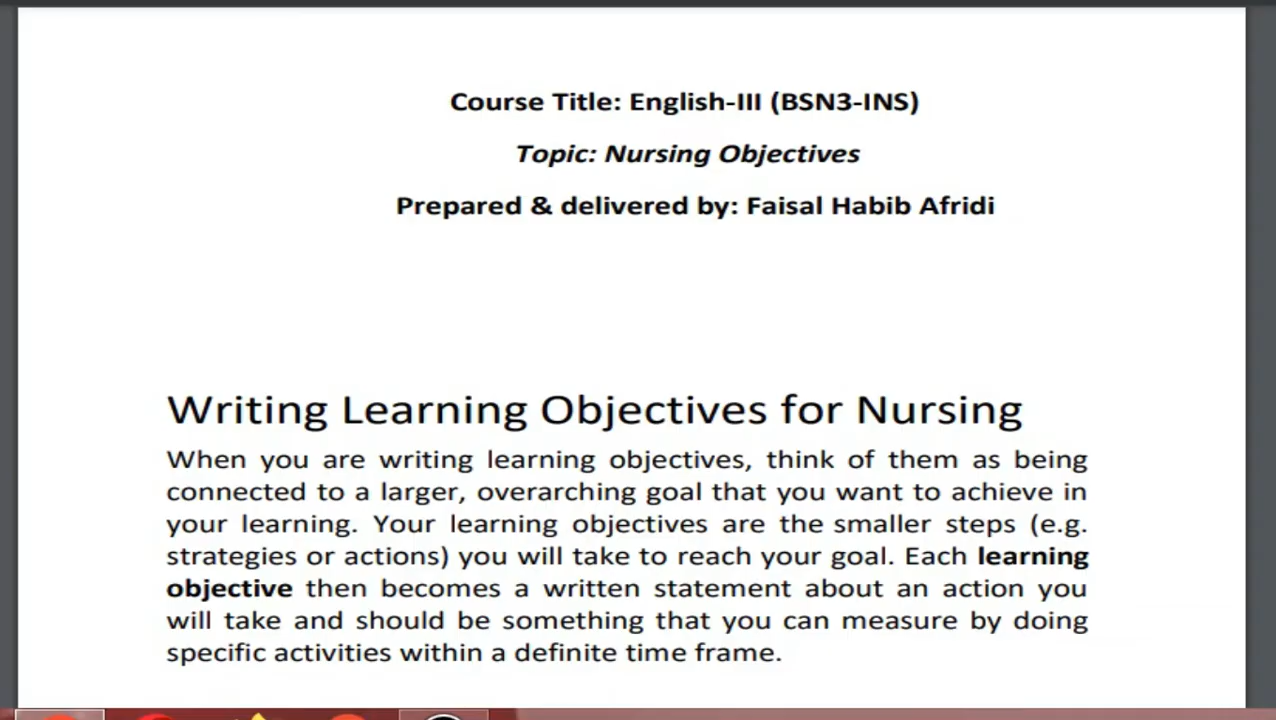 Course Title: English-III (BSN3-INS)
Topic: Nursing Objectives
Prepared & delivered by: Faisal Habib Afridi
Writing Learning Objectives for Nursing
When you are writing learning objectives, think of them as being
connected to a larger, overarching goal that you want to achieve in
your learning. Your learning objectives are the smaller steps (e.g.
strategies or actions) you will take to reach your goal. Each learning
objective then becomes a written statement about an action you
will take and should be something that you can measure by doing
specific activities within a definite time frame.